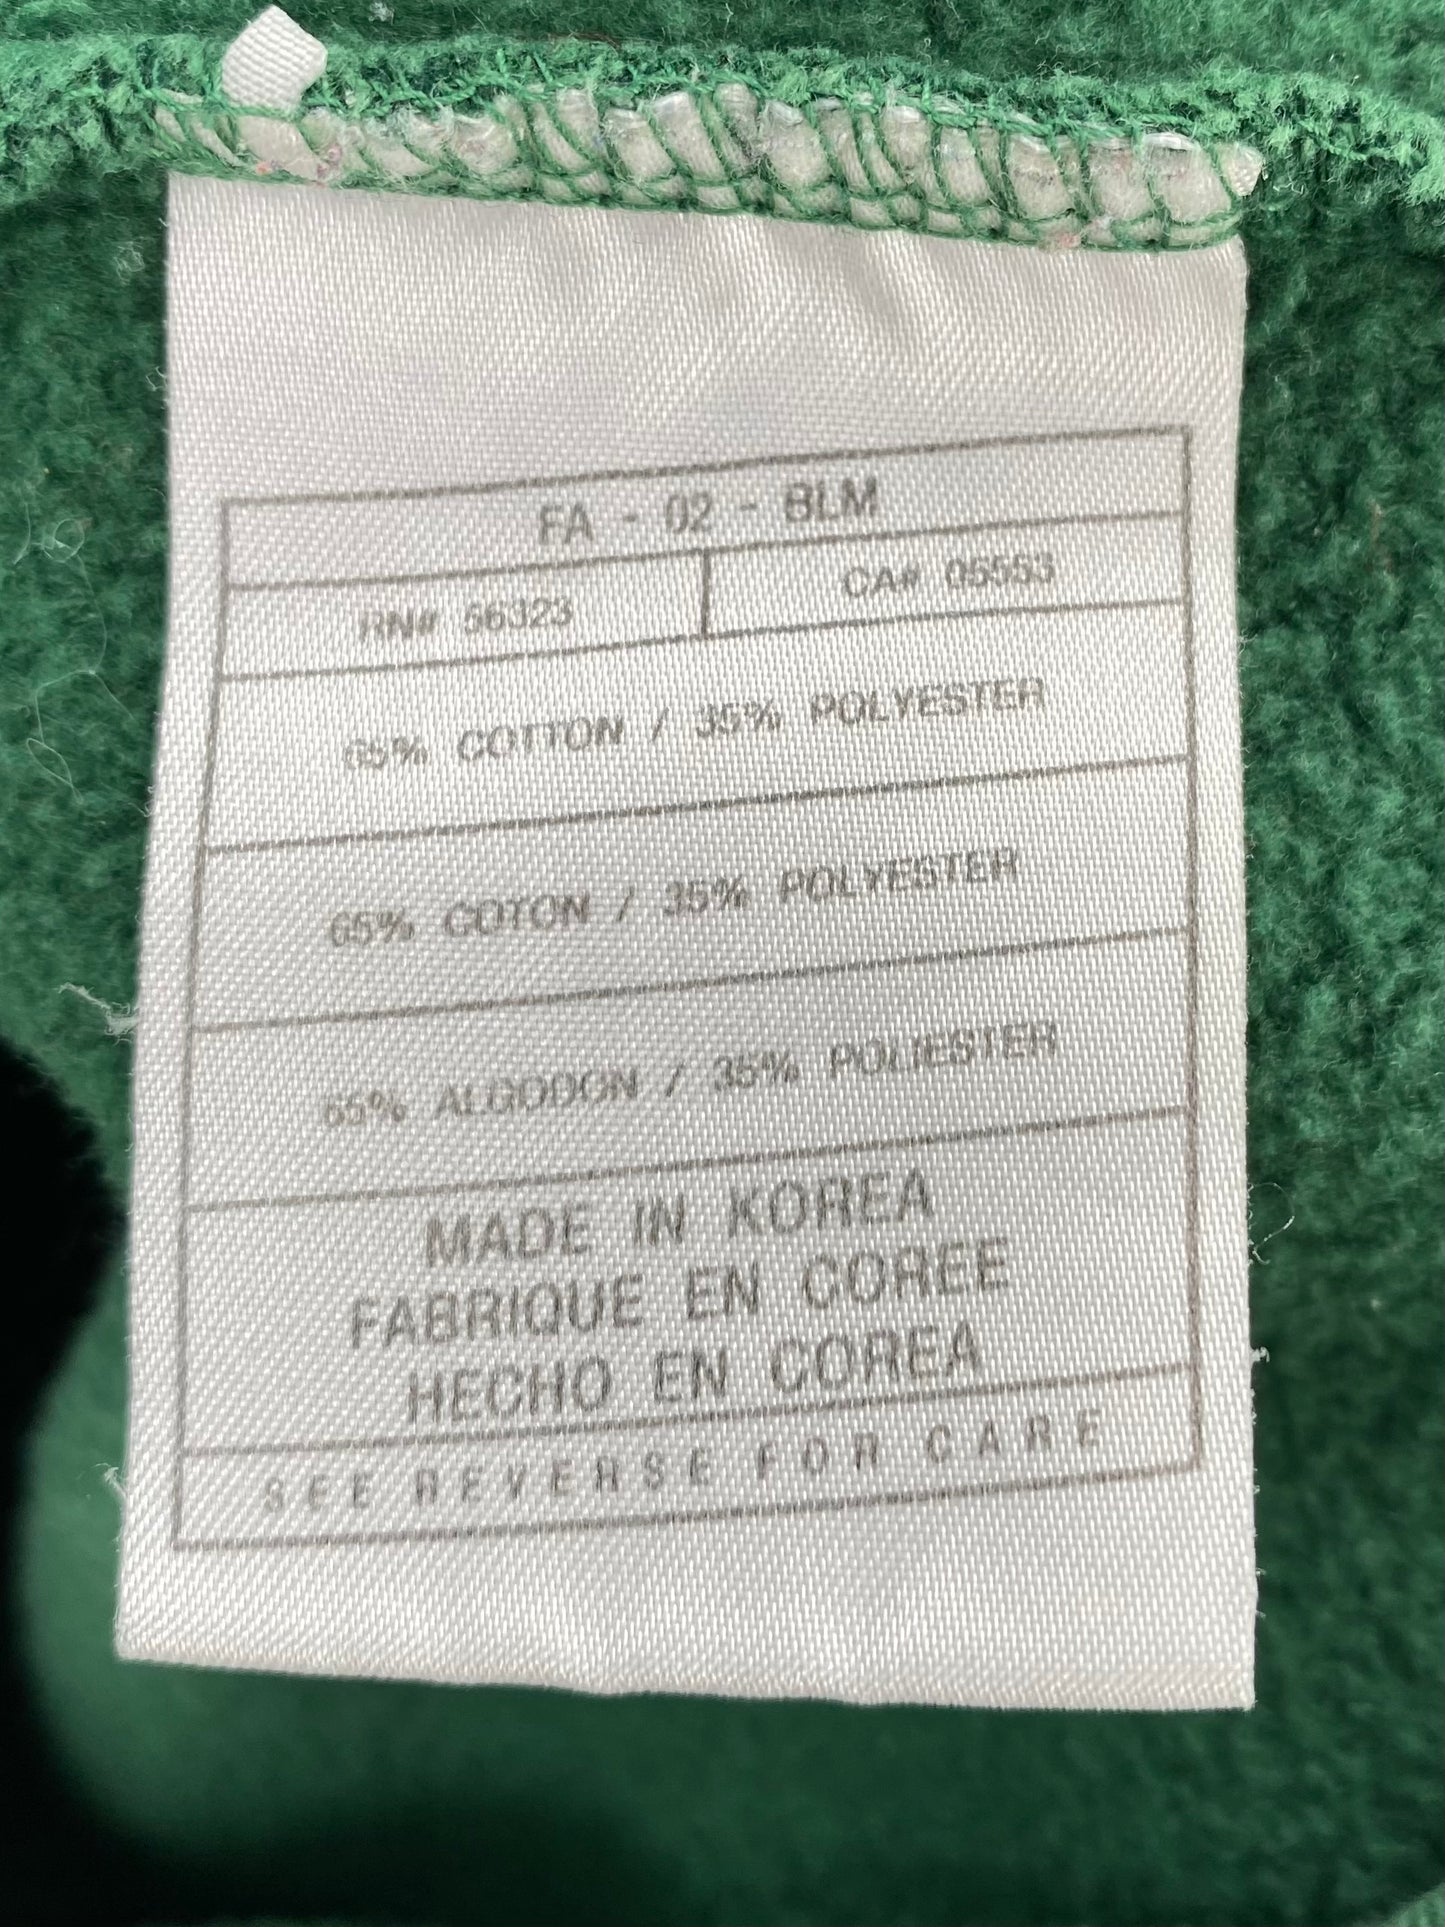 FA - 02 - BLM
RN# 56323 CA# 05553
65% COTTON / 35% POLYESTER
65% COTON / 35% POLYESTER
65% ALGODON / 35% POLIESTER
MADE IN KOREA
FABRIQUE EN COREE
HECHO EN COREA
SEE REVERSE FOR CARE